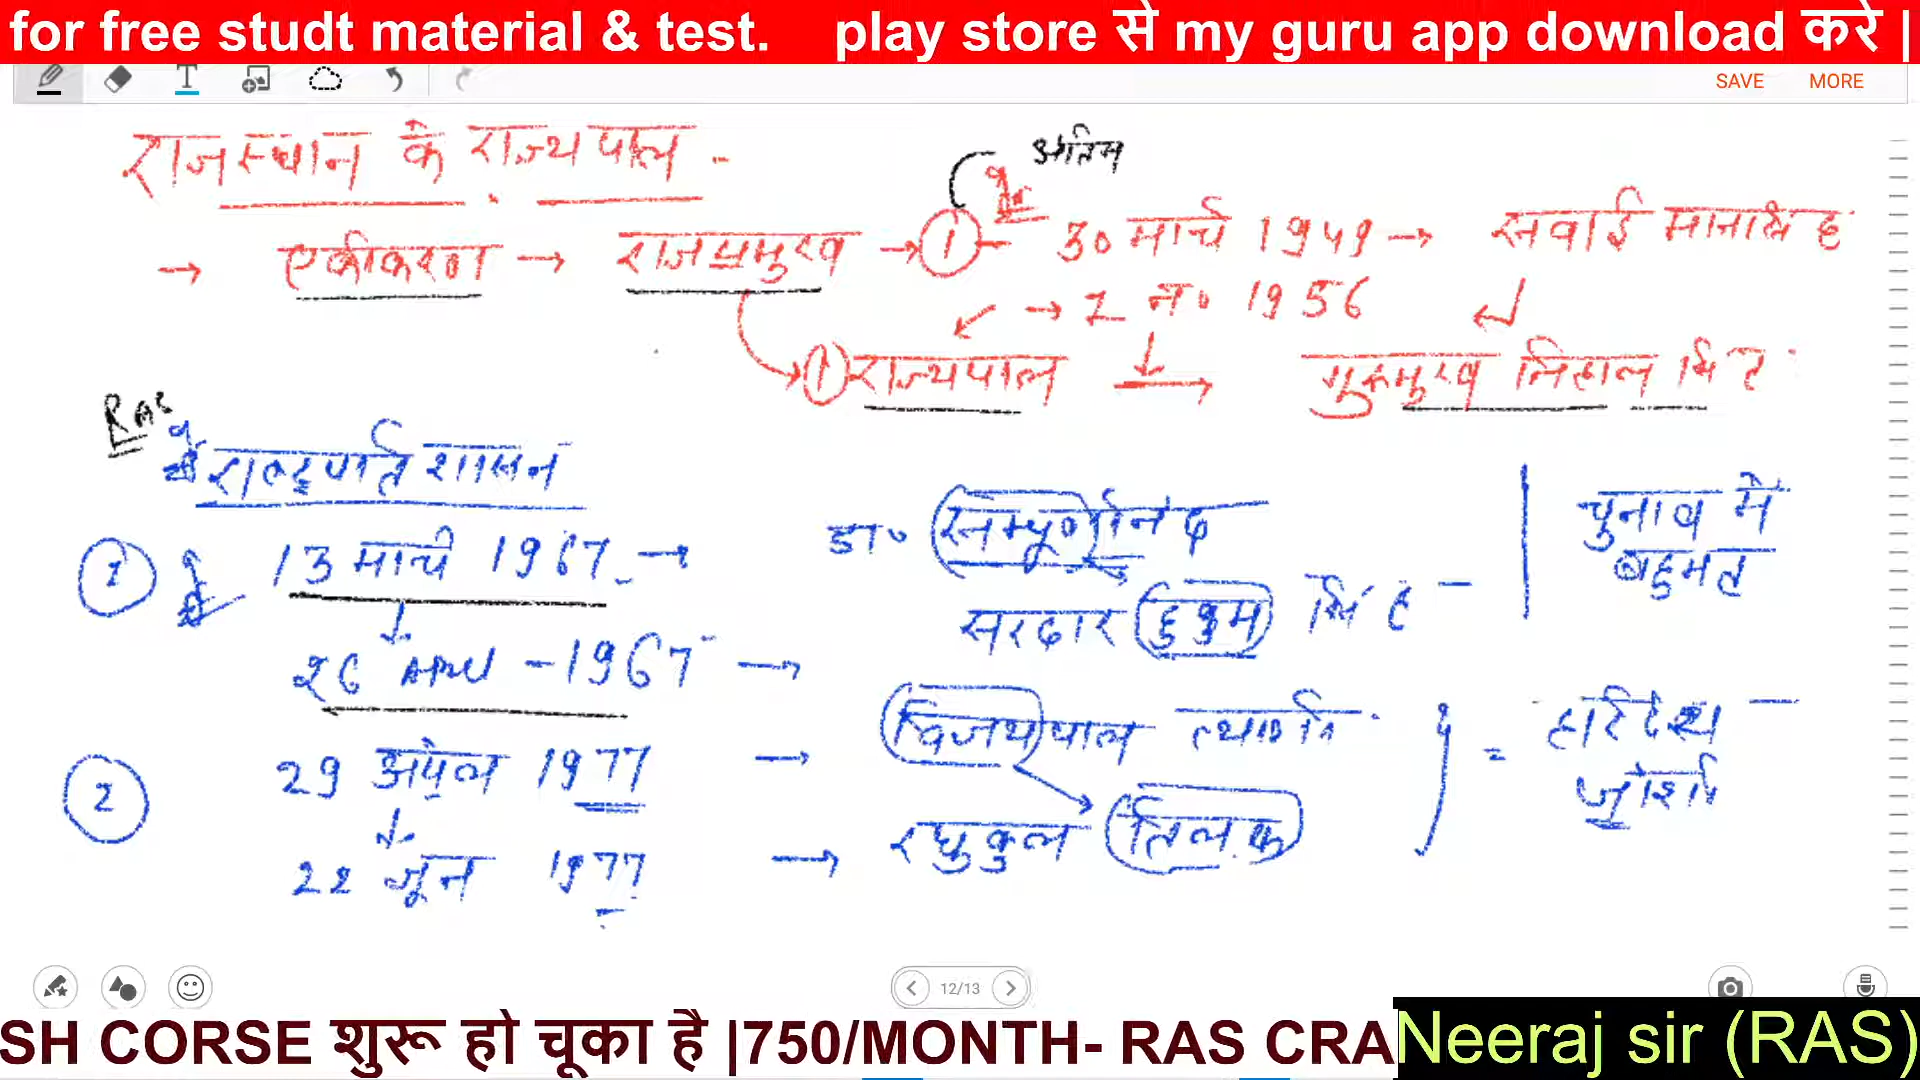 for free studt material & test. play store से my guru app download करे |
SAVE MORE
राजस्थान के राज्यपाल -
अंतिम
→ एकीकरण → राजप्रमुख → 1 - 30 मार्च 1949 → सवाई मानसिंह
→ 1 न० 1956
1 राज्यपाल → गुरुमुख निहाल सिंह
RAS
राष्ट्रपति शासन
1 13 मार्च 1967 → डा० सम्पूर्णानंद
चुनाव में
बहुमत
सरदार हुकुम सिंह -
26 April - 1967 →
2 29 अप्रैल 1977 → विजयपाल त्यागी = हरिदेव
जोशी
22 जून 1977 → रघुकुल तिलक
12/13
SH CORSE शुरू हो चूका है |750/MONTH- RAS CRA
Neeraj sir (RAS)